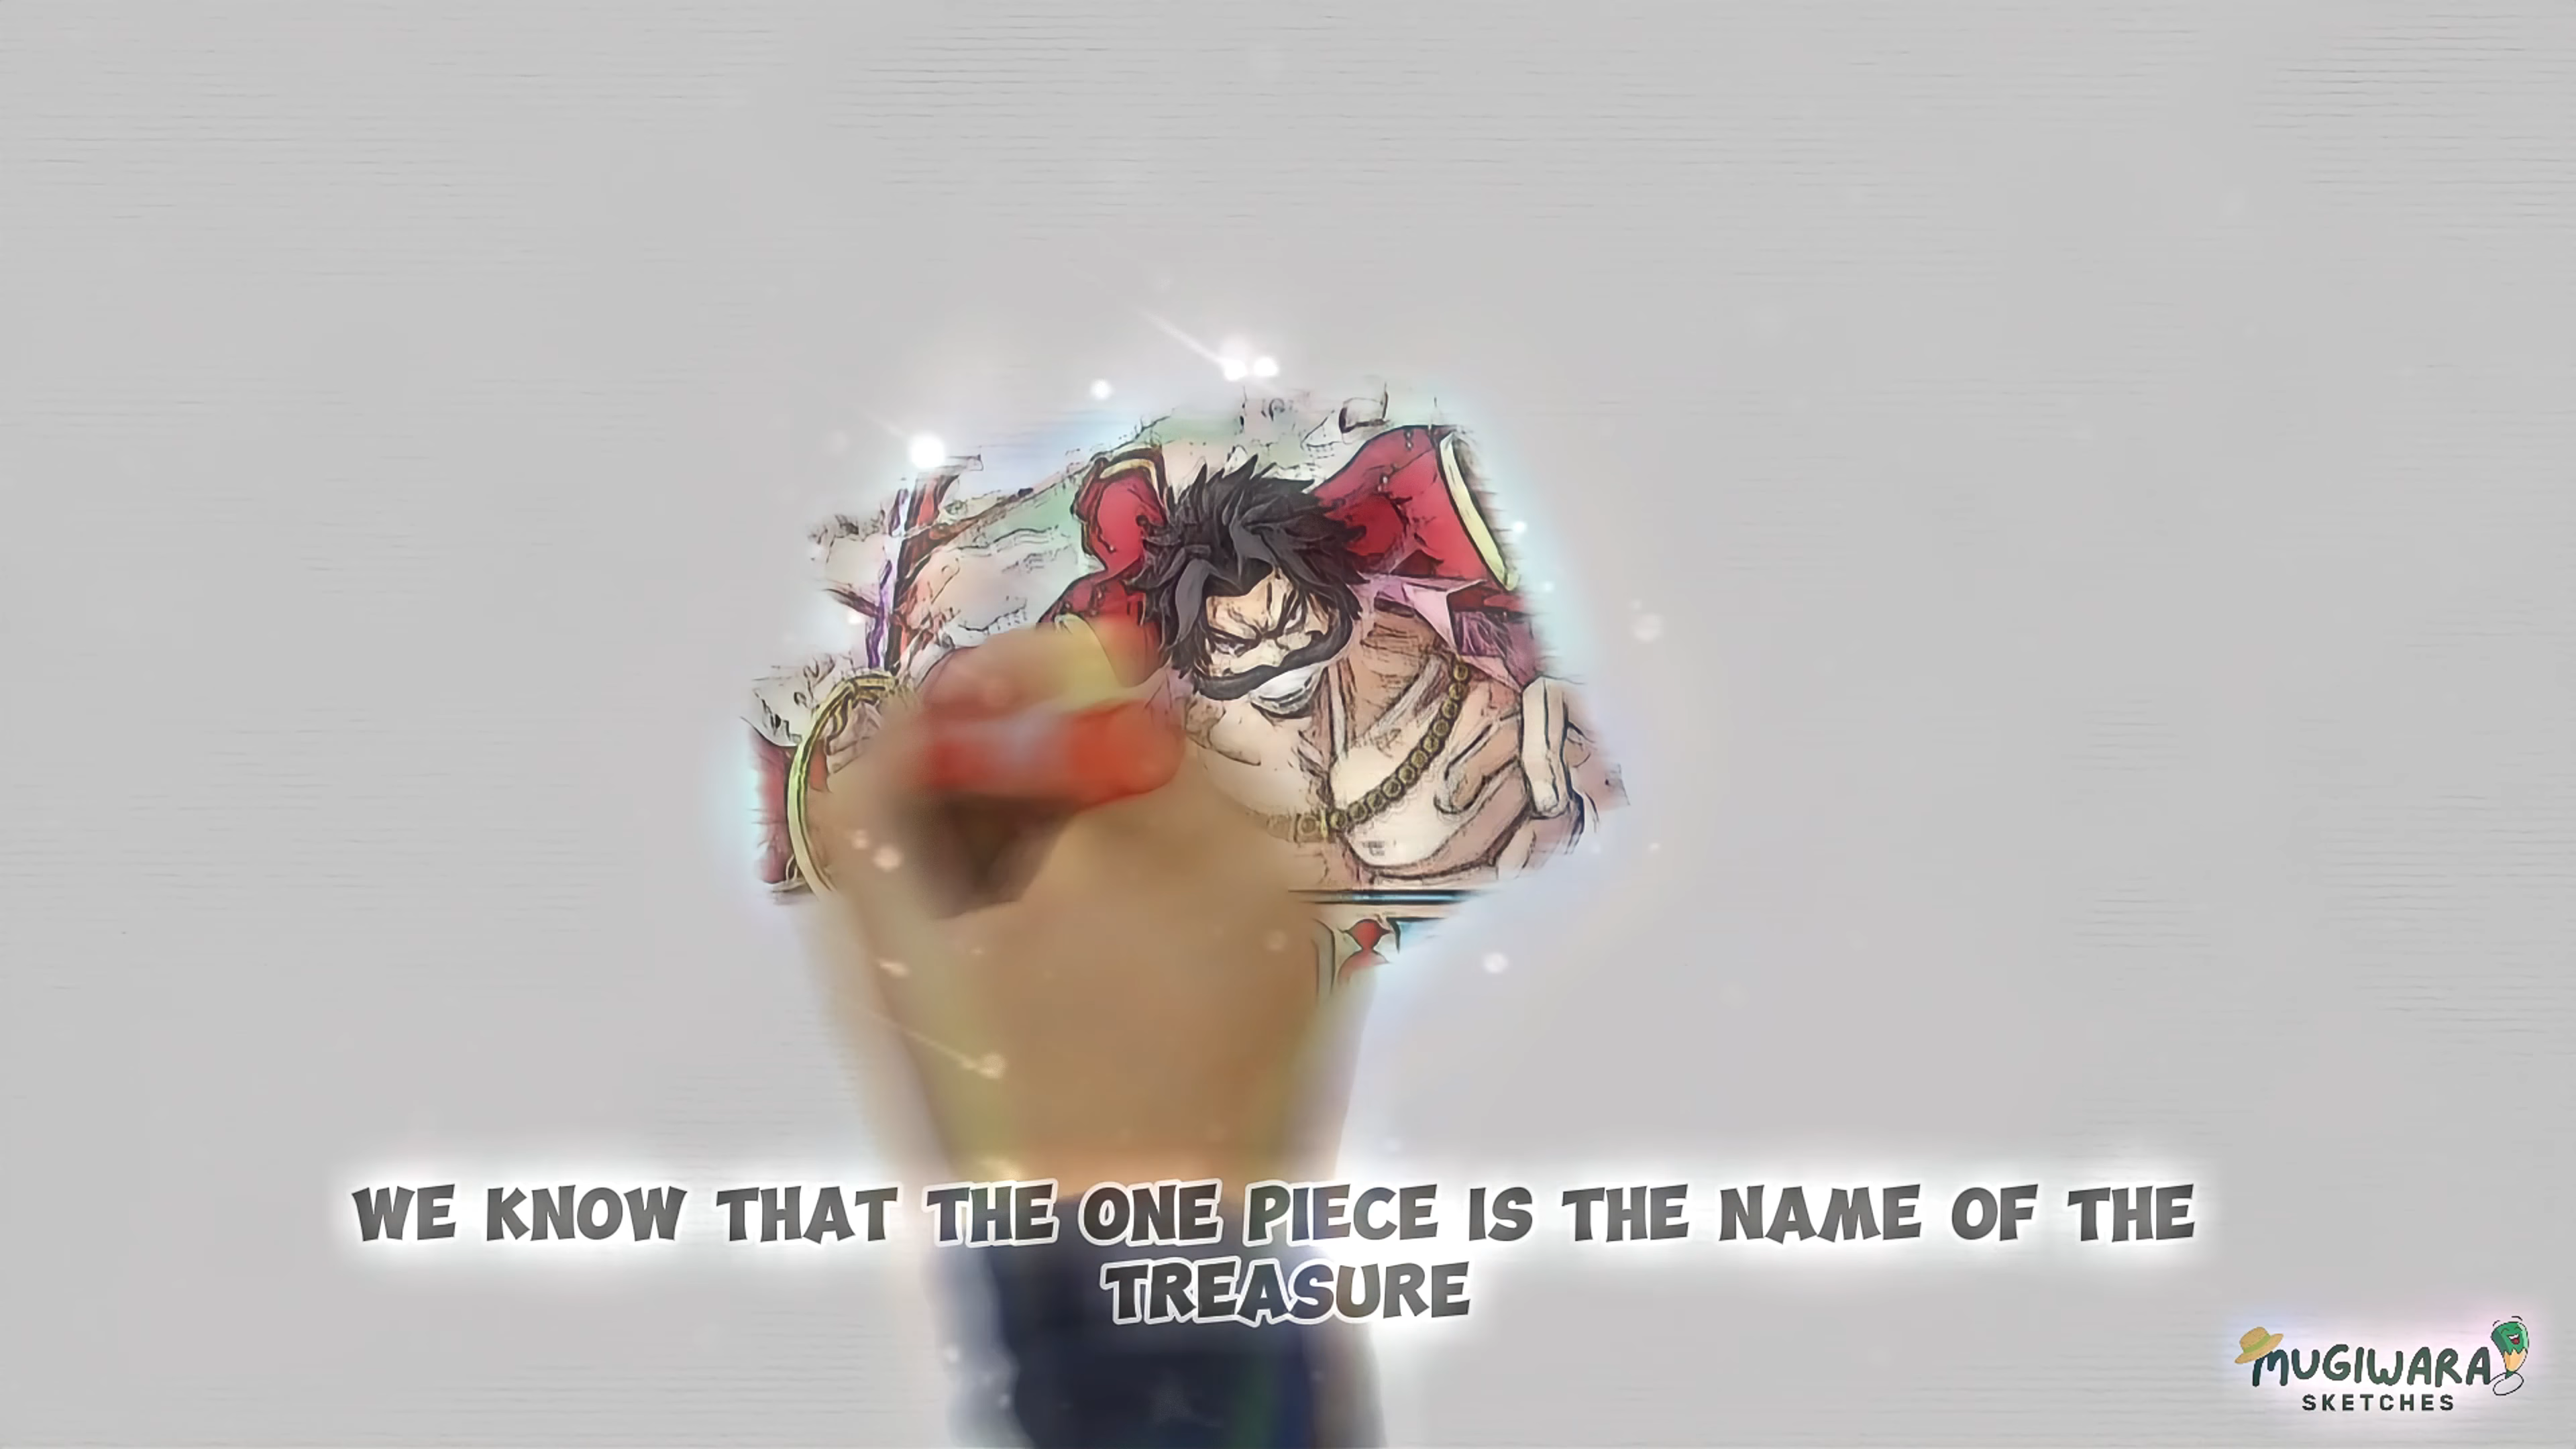 WE KNOW THAT THE ONE PIECE IS THE NAME OF THE
TREASURE
MUGIWARA
SKETCHES